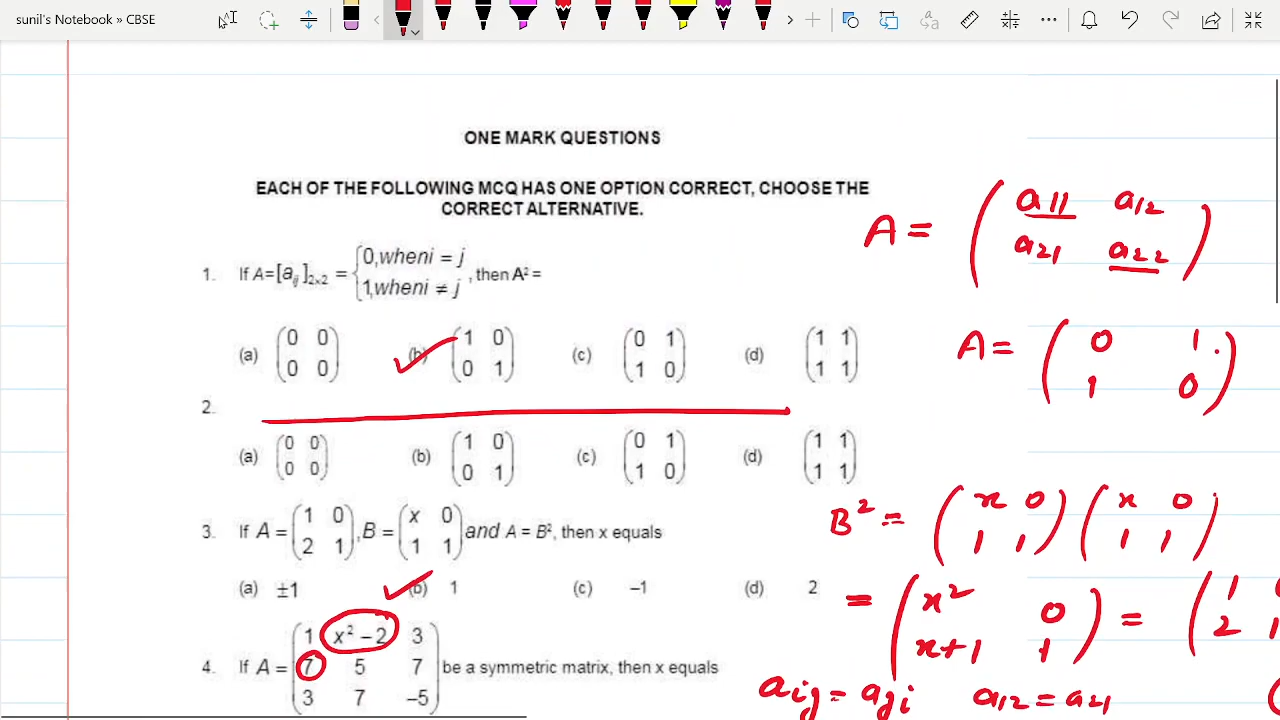 sunil's Notebook » CBSE
ONE MARK QUESTIONS
EACH OF THE FOLLOWING MCQ HAS ONE OPTION CORRECT, CHOOSE THE
CORRECT ALTERNATIVE.
1. If A=[a_ij]_2×2 = {0, when i = j
1, when i ≠ j , then A² =
(a) (0 0
0 0) (b) (1 0
0 1) (c) (0 1
1 0) (d) (1 1
1 1)
2.
(a) (0 0
0 0) (b) (1 0
0 1) (c) (0 1
1 0) (d) (1 1
1 1)
3. If A = (1 0
2 1), B = (x 0
1 1) and A = B², then x equals
(a) ±1 (b) 1 (c) –1 (d) 2
4. If A = (1 x² – 2 3
7 5 7
3 7 –5) be a symmetric matrix, then x equals
A = (a11 a12
a21 a22)
A = (0 1
1 0)
B² = (x 0
1 1) (x 0
1 1
= (x² 0
x+1 1) = (1
2
aij = aji a12 = a21